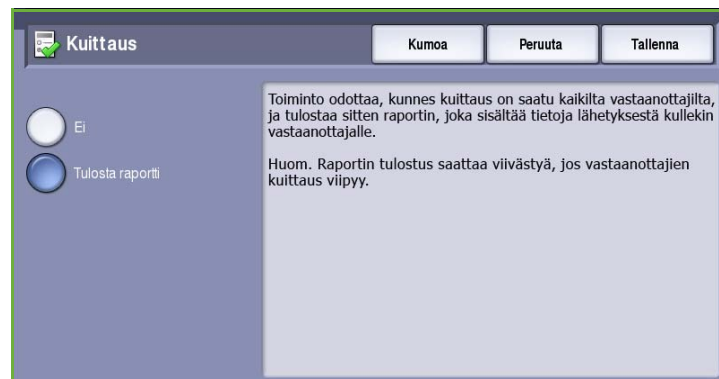 Kuittaus
Kumoa
Peruuta
Tallenna
Ei
Tulosta raportti
Toiminto odottaa, kunnes kuittaus on saatu kaikilta vastaanottajilta,
ja tulostaa sitten raportin, joka sisältää tietoja lähetyksestä kullekin
vastaanottajalle.
Huom. Raportin tulostus saattaa viivästyä, jos vastaanottajien
kuittaus viipyy.